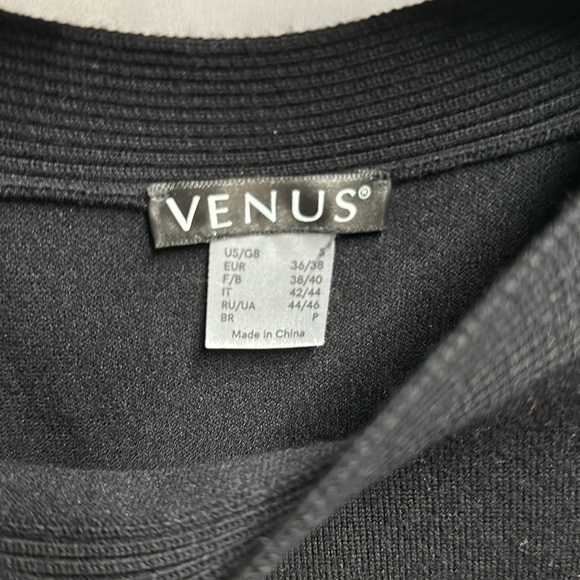 VENUS®
US/GB S
EUR 36/38
F/B 38/40
IT 42/44
RU/UA 44/46
BR P
Made in China